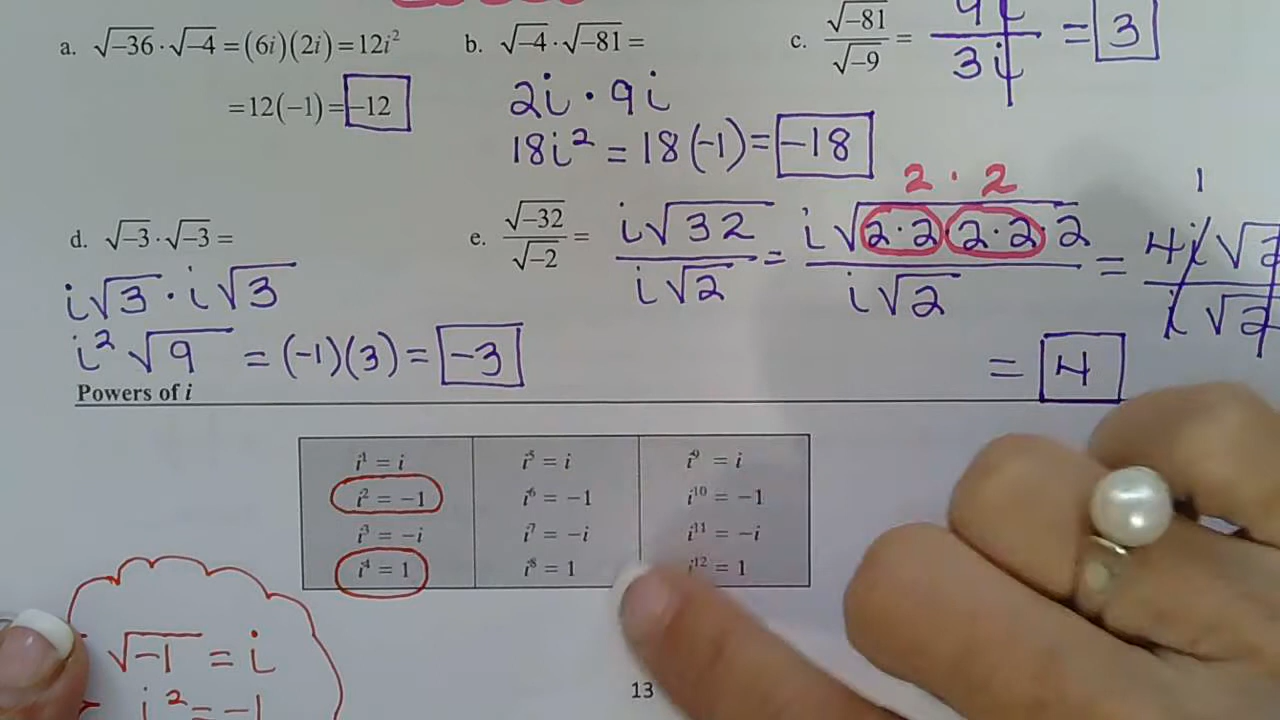 a. √-36 · √-4 = (6i)(2i) = 12i²
= 12(-1) = -12
b. √-4 · √-81 =
2i · 9i
18i² = 18(-1) = -18
c. √-81 / √-9 = 9i / 3i = 3
d. √-3 · √-3 =
i√3 · i√3
i²√9 = (-1)(3) = -3
2 · 2
1
e. √-32 / √-2 = i√32 / i√2 = i√2·2·2·2·2 / i√2 = 4i√2 / i√2
= 4
Powers of i
i¹ = i
i² = -1
i³ = -i
i⁴ = 1
i⁵ = i
i⁶ = -1
i⁷ = -i
i⁸ = 1
i⁹ = i
i¹⁰ = -1
i¹¹ = -i
i¹² = 1
√-1 = i
i² = -1
13